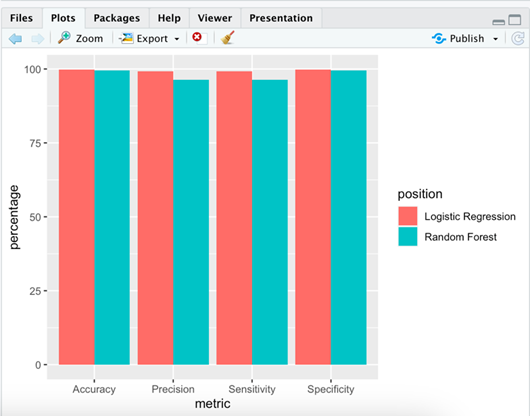 Files Plots Packages Help Viewer Presentation
Zoom Export Publish
100
75
50
25
0
percentage
Accuracy Precision Sensitivity Specificity
metric
position
Logistic Regression
Random Forest